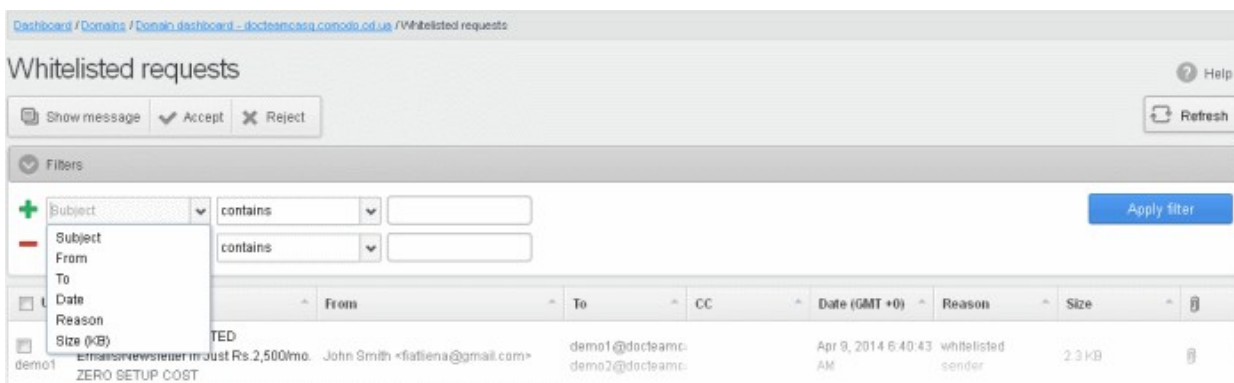 Dashboard / Domains / Domain dashboard - docteamcasg.comodo.od.ua / Whitelisted requests
Whitelisted requests
Help
Show message Accept Reject
Refresh
Filters
Subject contains
Apply filter
contains
Subject
From
To
Date
Reason
Size (KB)
U
From To CC Date (GMT +0) Reason Size
TED
Emails/Newsletter in Just Rs.2,500/mo.
ZERO SETUP COST
demo1
John Smith <fiatliena@gmail.com>
demo1@docteamc
demo2@docteamc
Apr 9, 2014 6:40:43
AM
whitelisted
sender
2.3 KB